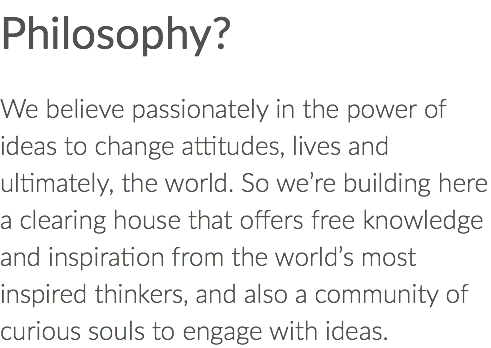 Philosophy?
We believe passionately in the power of
ideas to change attitudes, lives and
ultimately, the world. So we’re building here
a clearing house that offers free knowledge
and inspiration from the world’s most
inspired thinkers, and also a community of
curious souls to engage with ideas.